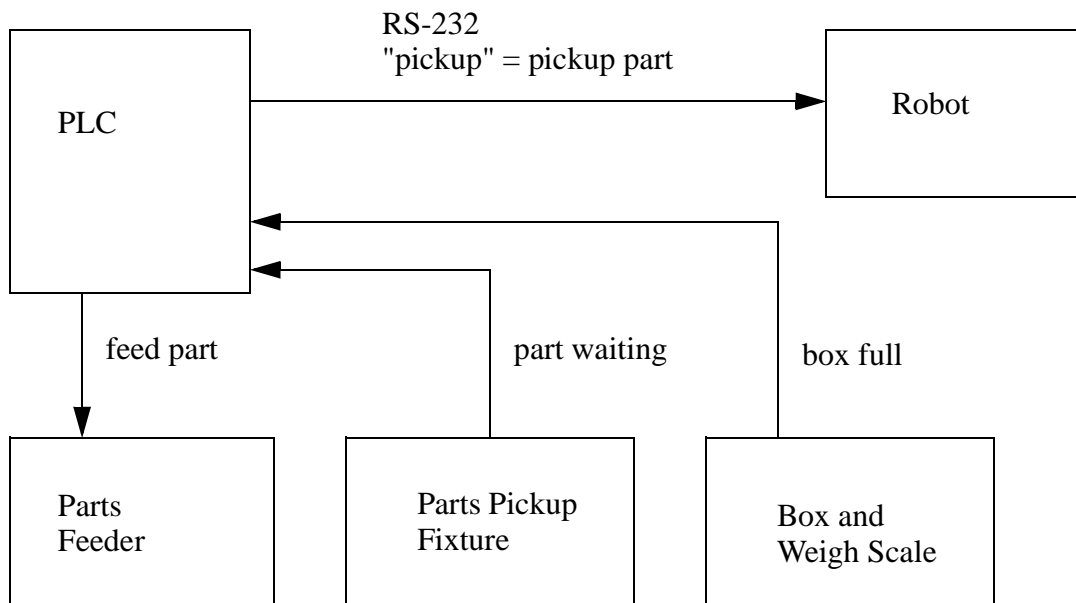 RS-232
"pickup" = pickup part
PLC
Robot
feed part
part waiting
box full
Parts
Feeder
Parts Pickup
Fixture
Box and
Weigh Scale